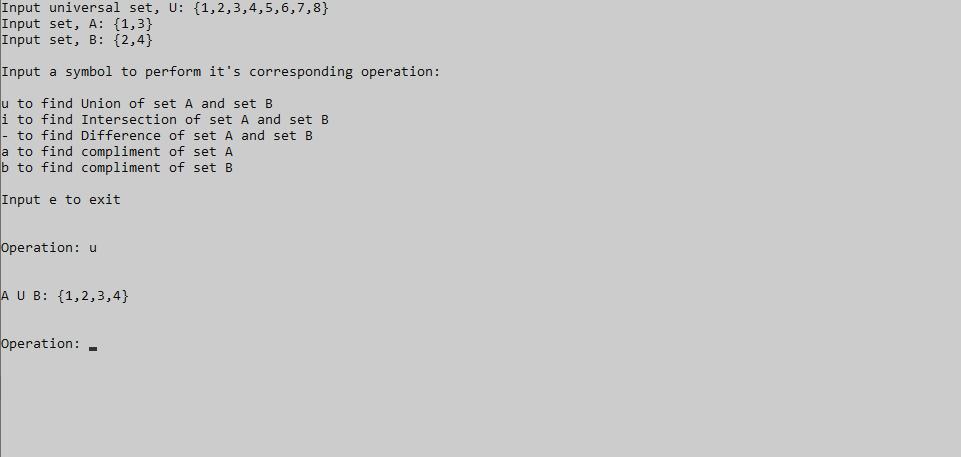 Input universal set, U: {1,2,3,4,5,6,7,8}
Input set, A: {1,3}
Input set, B: {2,4}
Input a symbol to perform it's corresponding operation:
u to find Union of set A and set B
i to find Intersection of set A and set B
- to find Difference of set A and set B
a to find compliment of set A
b to find compliment of set B
Input e to exit
Operation: u
A U B: {1,2,3,4}
Operation: